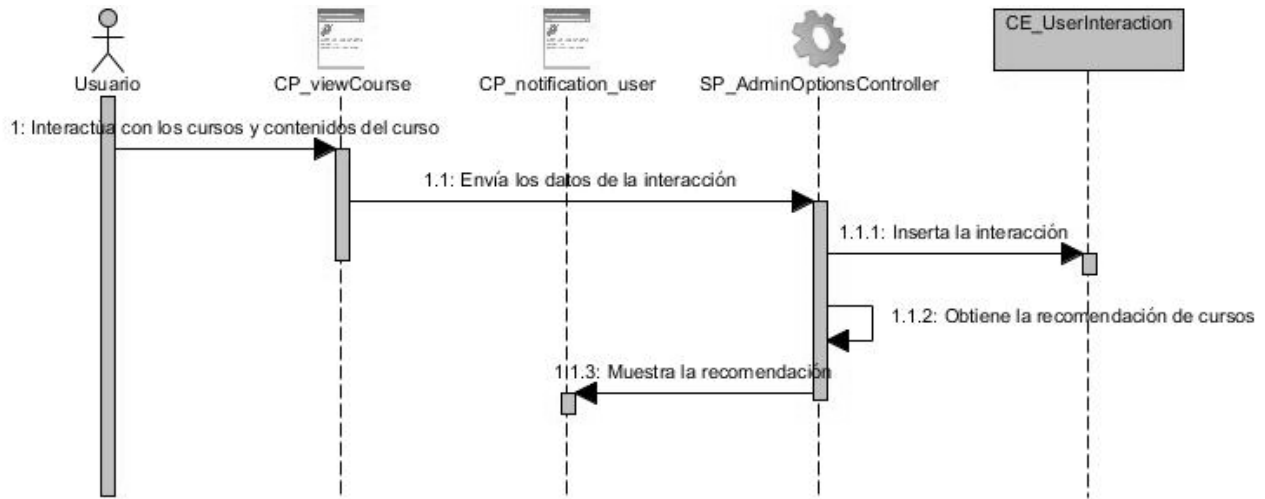 CE_UserInteraction
Usuario
CP_viewCourse
CP_notification_user
SP_AdminOptionsController
1: Interactúa con los cursos y contenidos del curso
1.1: Envía los datos de la interacción
1.1.1: Inserta la interacción
1.1.2: Obtiene la recomendación de cursos
1.1.3: Muestra la recomendación